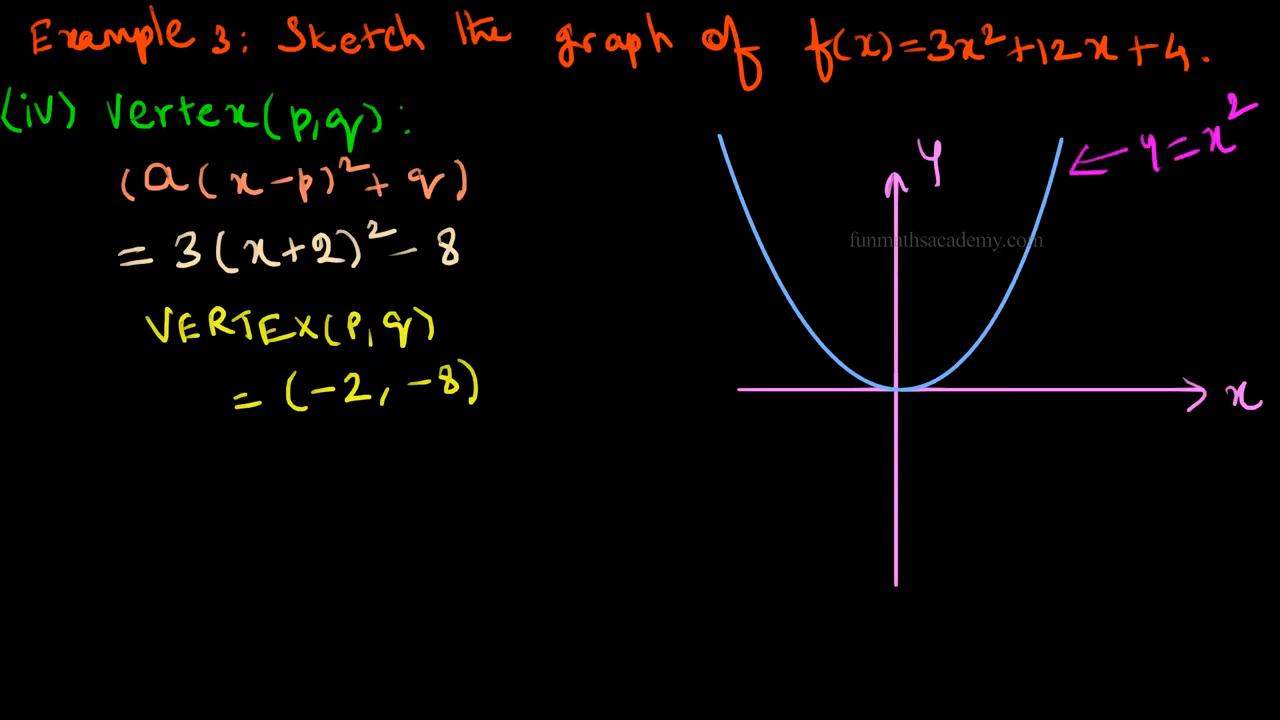 Example 3: Sketch the graph of f(x)=3x²+12x+4.
(iv) Vertex(p,q):
(a(x-p)²+q)
=3(x+2)²-8
VERTEX(p,q)
=(-2,-8)
y
← y=x²
funmathsacademy.com
x